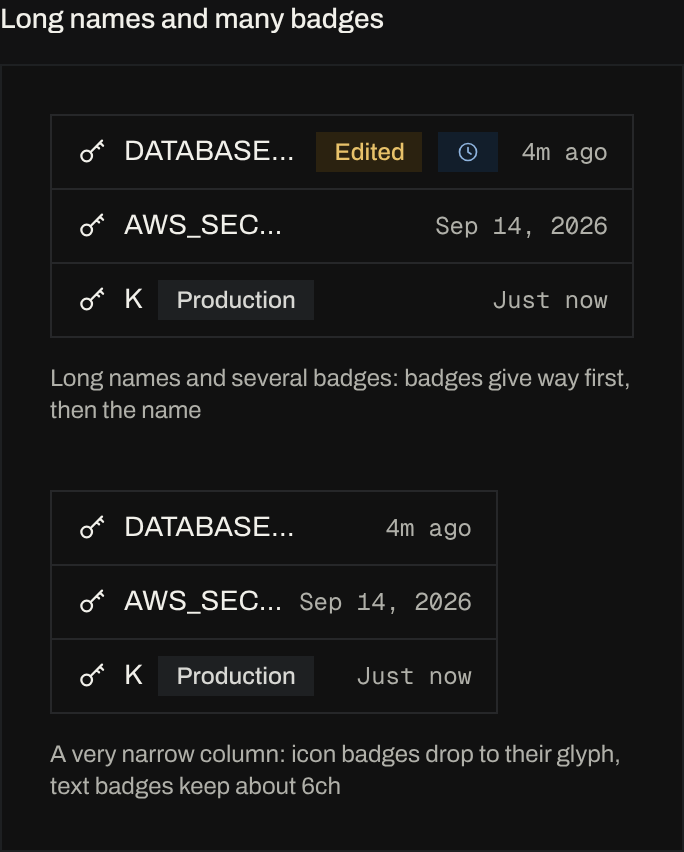 Long names and many badges
DATABASE... Edited 4m ago
AWS_SEC... Sep 14, 2026
K Production Just now
Long names and several badges: badges give way first,
then the name
DATABASE... 4m ago
AWS_SEC... Sep 14, 2026
K Production Just now
A very narrow column: icon badges drop to their glyph,
text badges keep about 6ch